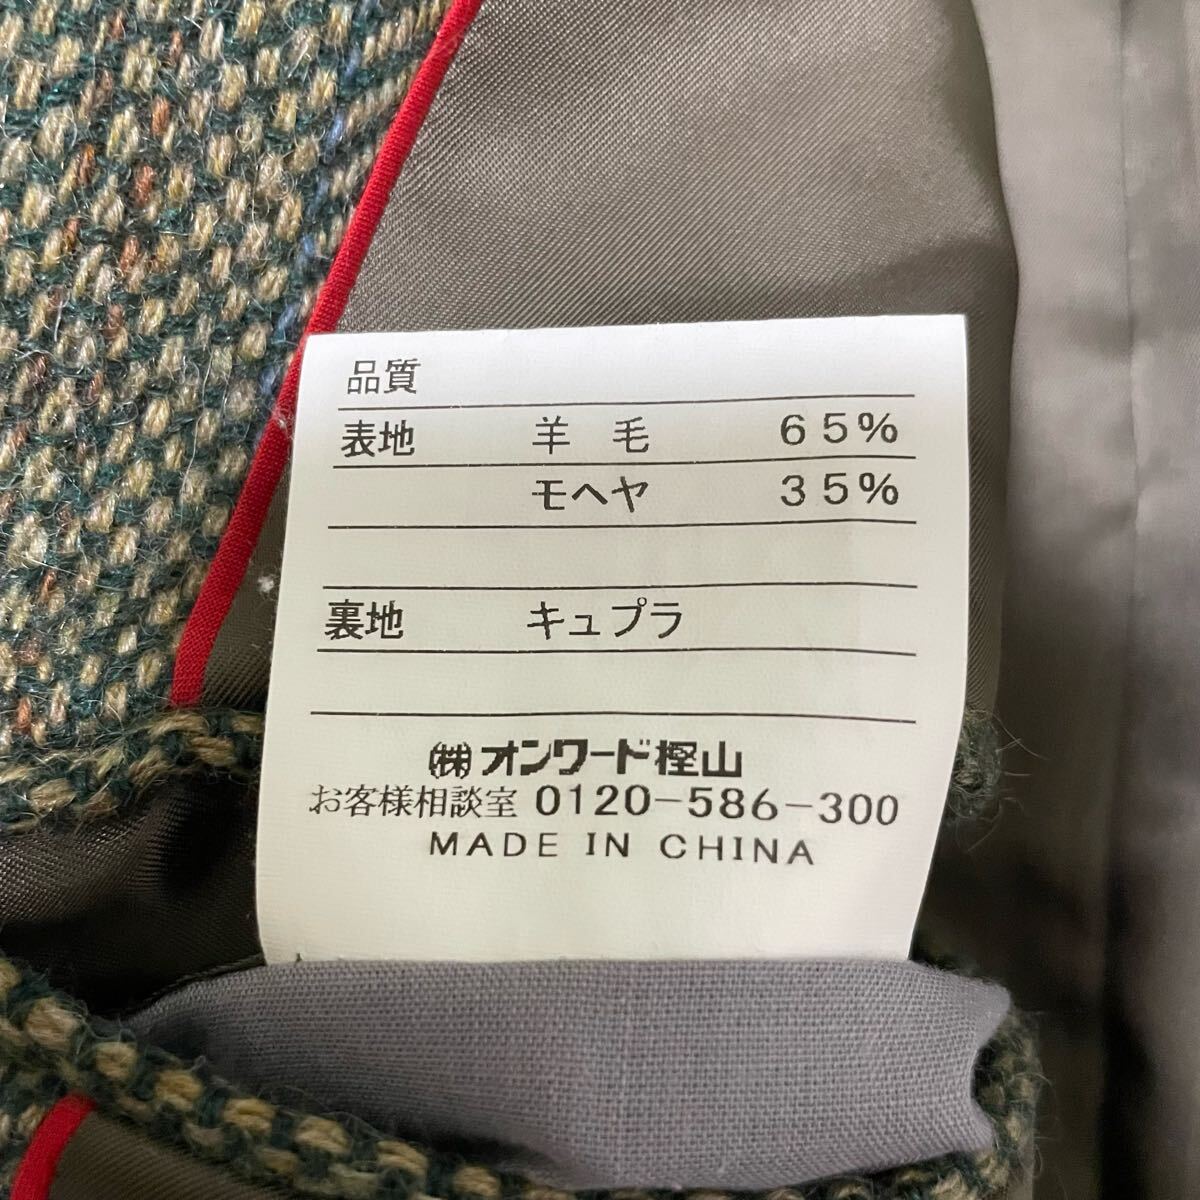 品質
表地 羊 毛 65%
モヘヤ 35%
裏地 キュプラ
㈱オンワード樫山
お客様相談室 0120-586-300
MADE IN CHINA